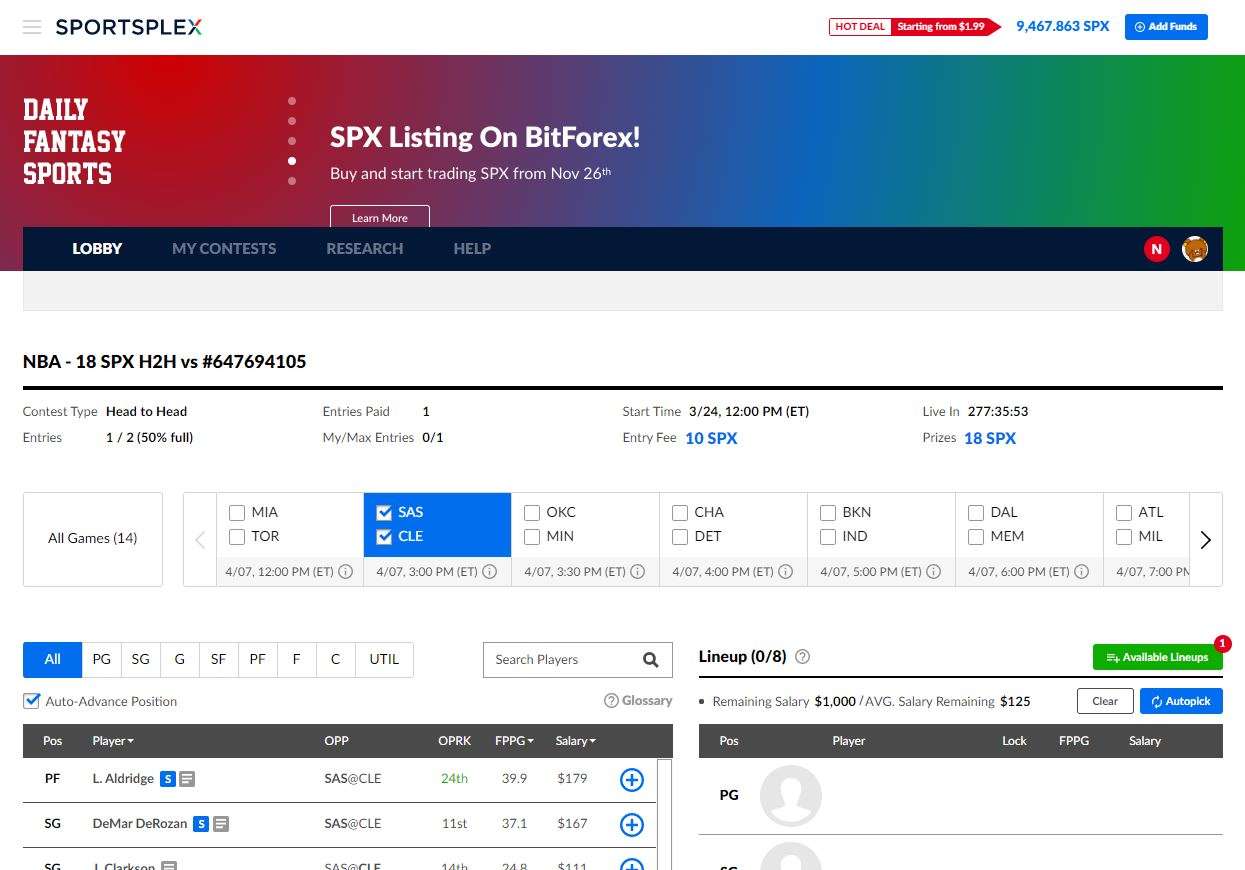 SPORTSPLEX
HOT DEAL Starting from $1.99 9,467.863 SPX Add Funds
DAILY
FANTASY
SPORTS
SPX Listing On BitForex!
Buy and start trading SPX from Nov 26th
Learn More
LOBBY MY CONTESTS RESEARCH HELP N
NBA - 18 SPX H2H vs #647694105
Contest Type Head to Head Entries Paid 1 Start Time 3/24, 12:00 PM (ET) Live In 277:35:53
Entries 1 / 2 (50% full) My/Max Entries 0/1 Entry Fee 10 SPX Prizes 18 SPX
All Games (14)
MIA SAS OKC CHA BKN DAL ATL
TOR CLE MIN DET IND MEM MIL
4/07, 12:00 PM (ET) 4/07, 3:00 PM (ET) 4/07, 3:30 PM (ET) 4/07, 4:00 PM (ET) 4/07, 5:00 PM (ET) 4/07, 6:00 PM (ET) 4/07, 7:00 PN
All PG SG G SF PF F C UTIL Search Players
Auto-Advance Position Glossary
Pos Player OPP OPRK FPPG Salary
PF L. Aldridge S SAS@CLE 24th 39.9 $179
SG DeMar DeRozan S SAS@CLE 11st 37.1 $167
SG J. Clarkson SAS@CLE 14th 24.8 $111
Lineup (0/8) Available Lineups 1
Remaining Salary $1,000 / AVG. Salary Remaining $125 Clear Autopick
Pos Player Lock FPPG Salary
PG
SG